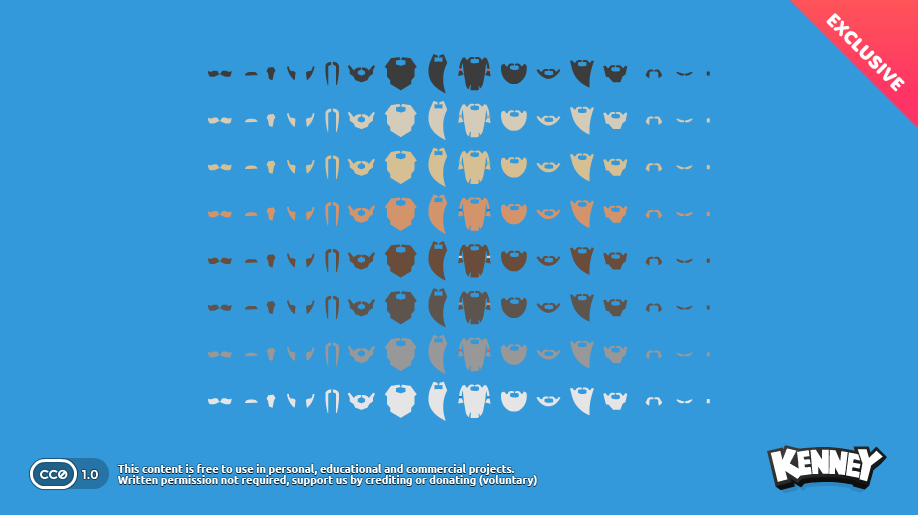 EXCLUSIVE
CC0 1.0
This content is free to use in personal, educational and commercial projects.
Written permission not required, support us by crediting or donating (voluntary)
KENNEY